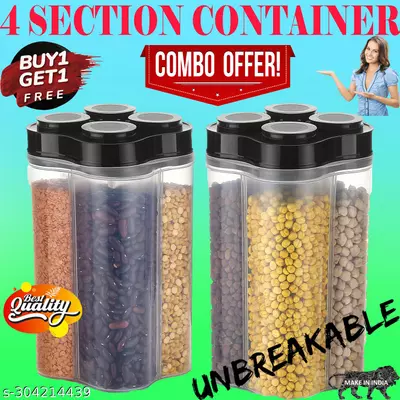 4 SECTION CONTAINER
BUY1
GET1
FREE
COMBO OFFER!
Best
Quality
UNBREAKABLE
MAKE IN INDIA
s-304214439